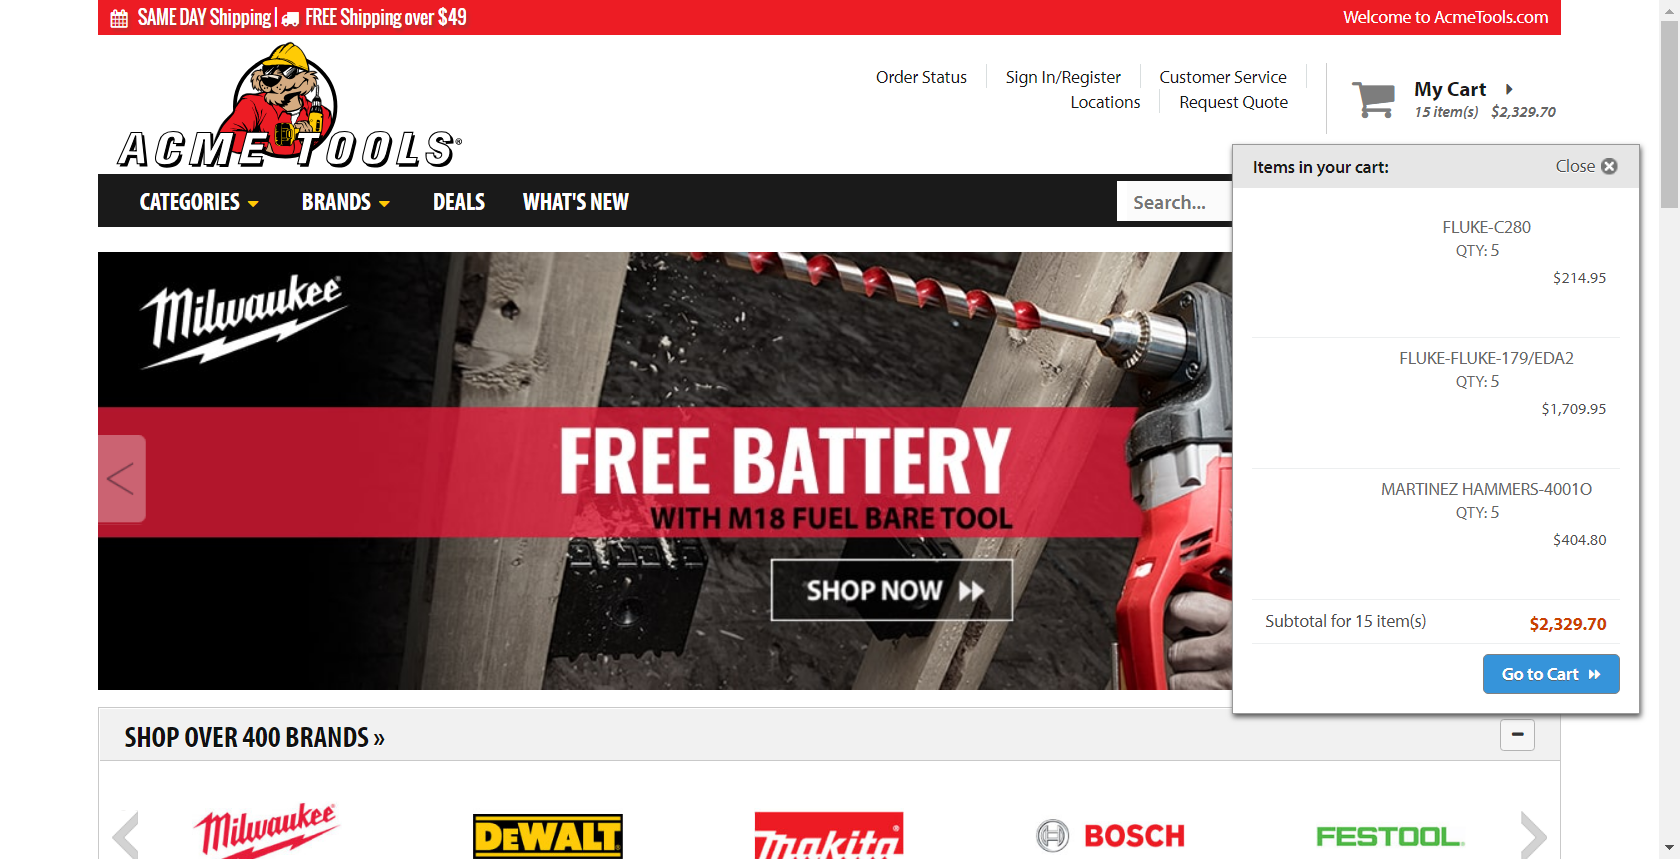 SAME DAY Shipping | FREE Shipping over $49
Welcome to AcmeTools.com
ACME TOOLS®
Order Status
Sign In/Register
Customer Service
Locations
Request Quote
My Cart
15 item(s) $2,329.70
CATEGORIES
BRANDS
DEALS
WHAT'S NEW
Search...
Items in your cart:
Close
FLUKE-C280
QTY: 5
$214.95
FLUKE-FLUKE-179/EDA2
QTY: 5
$1,709.95
MARTINEZ HAMMERS-4001O
QTY: 5
$404.80
Subtotal for 15 item(s)
$2,329.70
Go to Cart
Milwaukee®
FREE BATTERY
WITH M18 FUEL BARE TOOL
SHOP NOW
SHOP OVER 400 BRANDS »
Milwaukee®
DEWALT®
makita®
BOSCH
FESTOOL